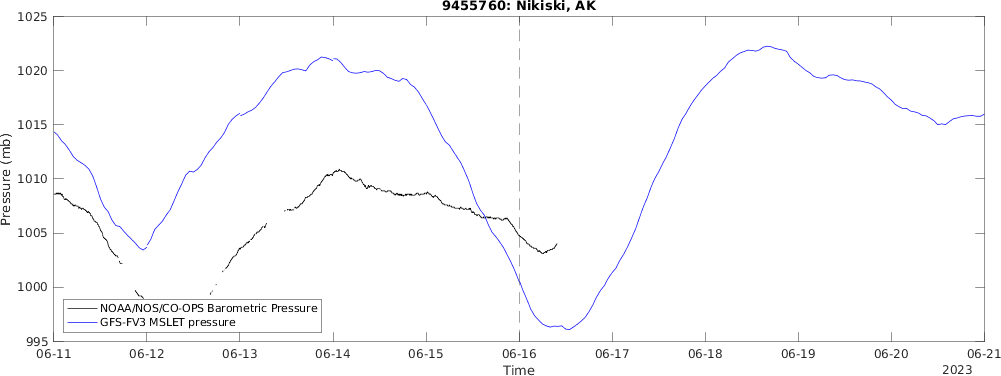 9455760: Nikiski, AK
Pressure (mb)
1025
1020
1015
1010
1005
1000
995
NOAA/NOS/CO-OPS Barometric Pressure
GFS-FV3 MSLET pressure
06-11 06-12 06-13 06-14 06-15 06-16 06-17 06-18 06-19 06-20 06-21
Time
2023